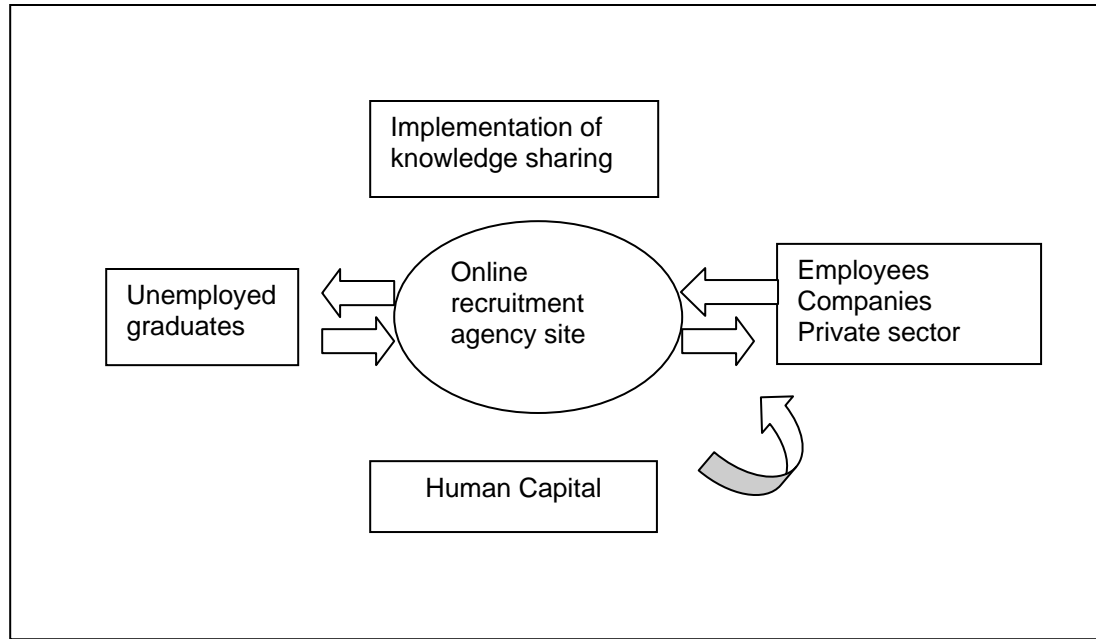 Implementation of
knowledge sharing
Unemployed
graduates
Online
recruitment
agency site
Employees
Companies
Private sector
Human Capital